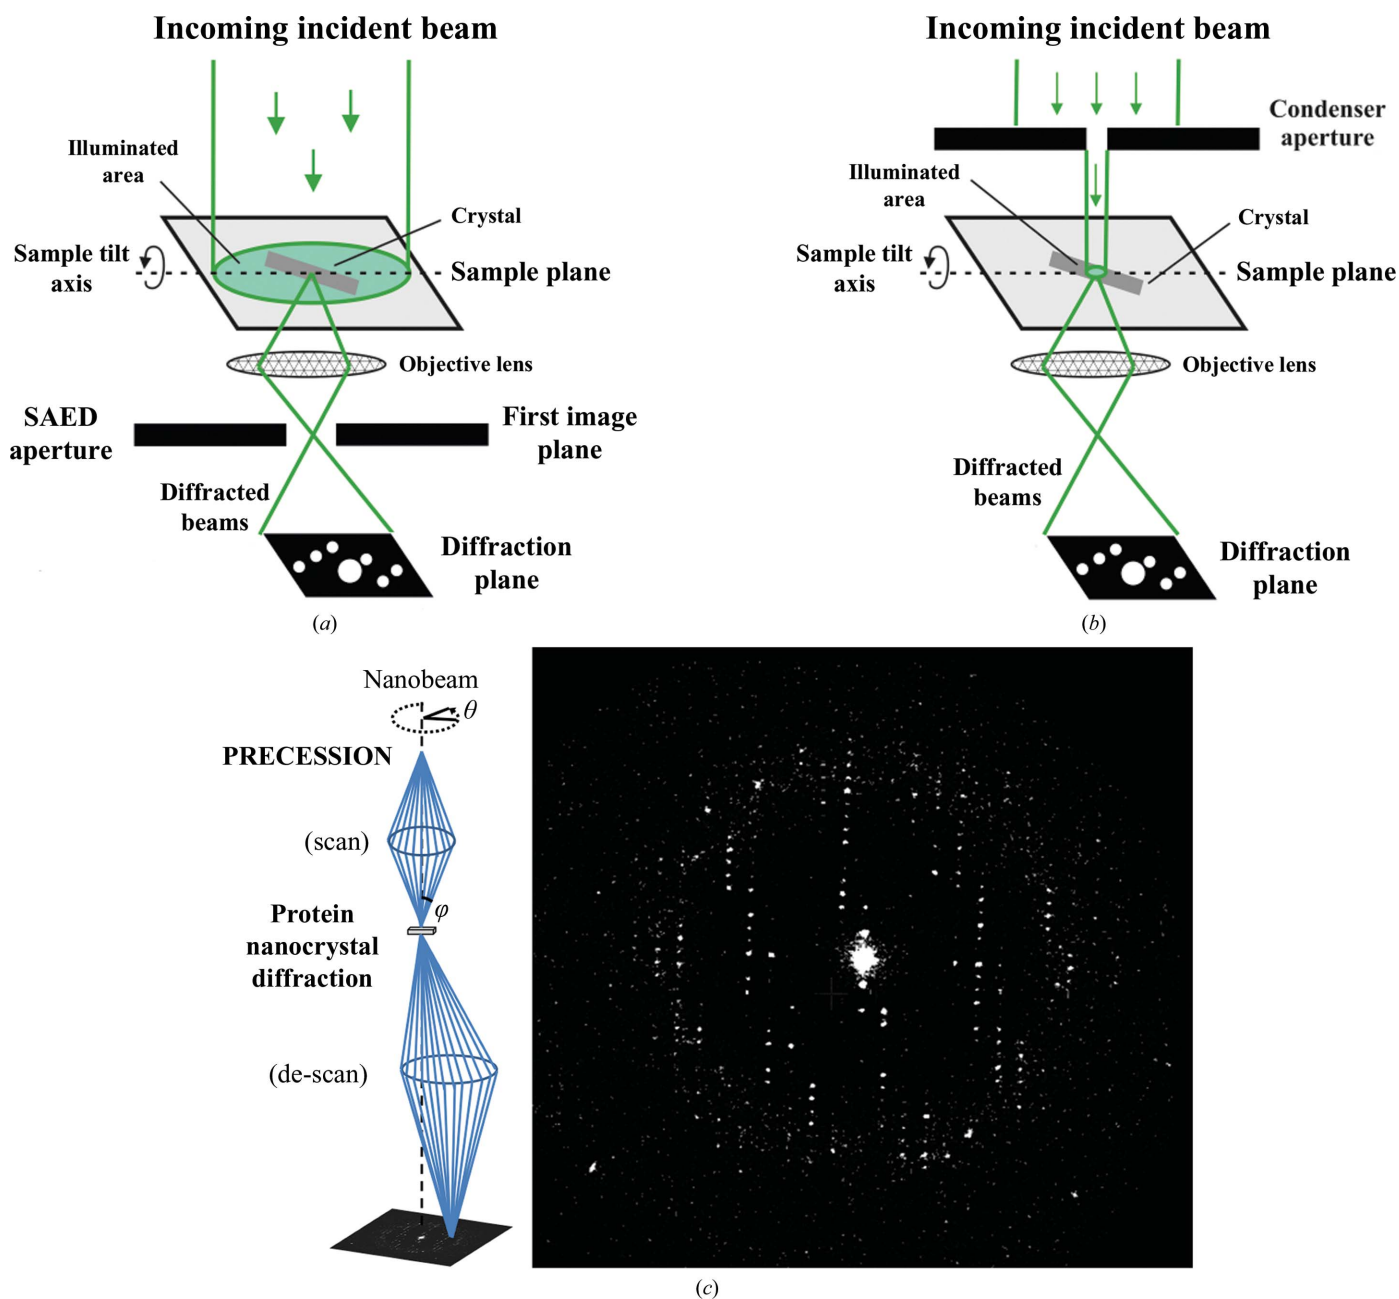 Incoming incident beam
Illuminated
area
Crystal
Sample tilt
axis
Sample plane
Objective lens
SAED
aperture
First image
plane
Diffracted
beams
Diffraction
plane
(a)
Incoming incident beam
Condenser
aperture
Illuminated
area
Crystal
Sample tilt
axis
Sample plane
Objective lens
Diffracted
beams
Diffraction
plane
(b)
Nanobeam
θ
PRECESSION
(scan)
φ
Protein
nanocrystal
diffraction
(de-scan)
(c)